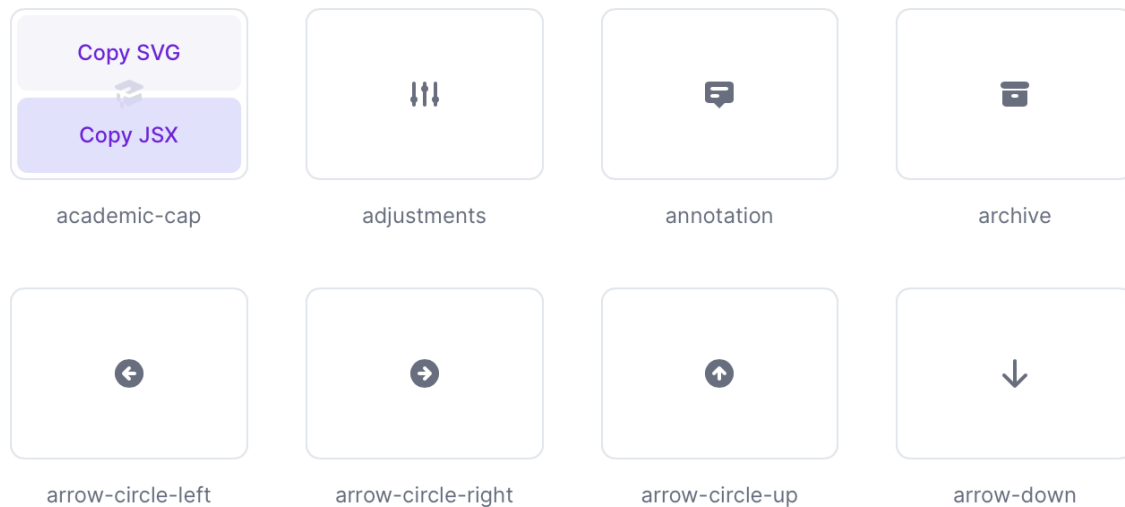 Copy SVG
Copy JSX
academic-cap
adjustments
annotation
archive
arrow-circle-left
arrow-circle-right
arrow-circle-up
arrow-down